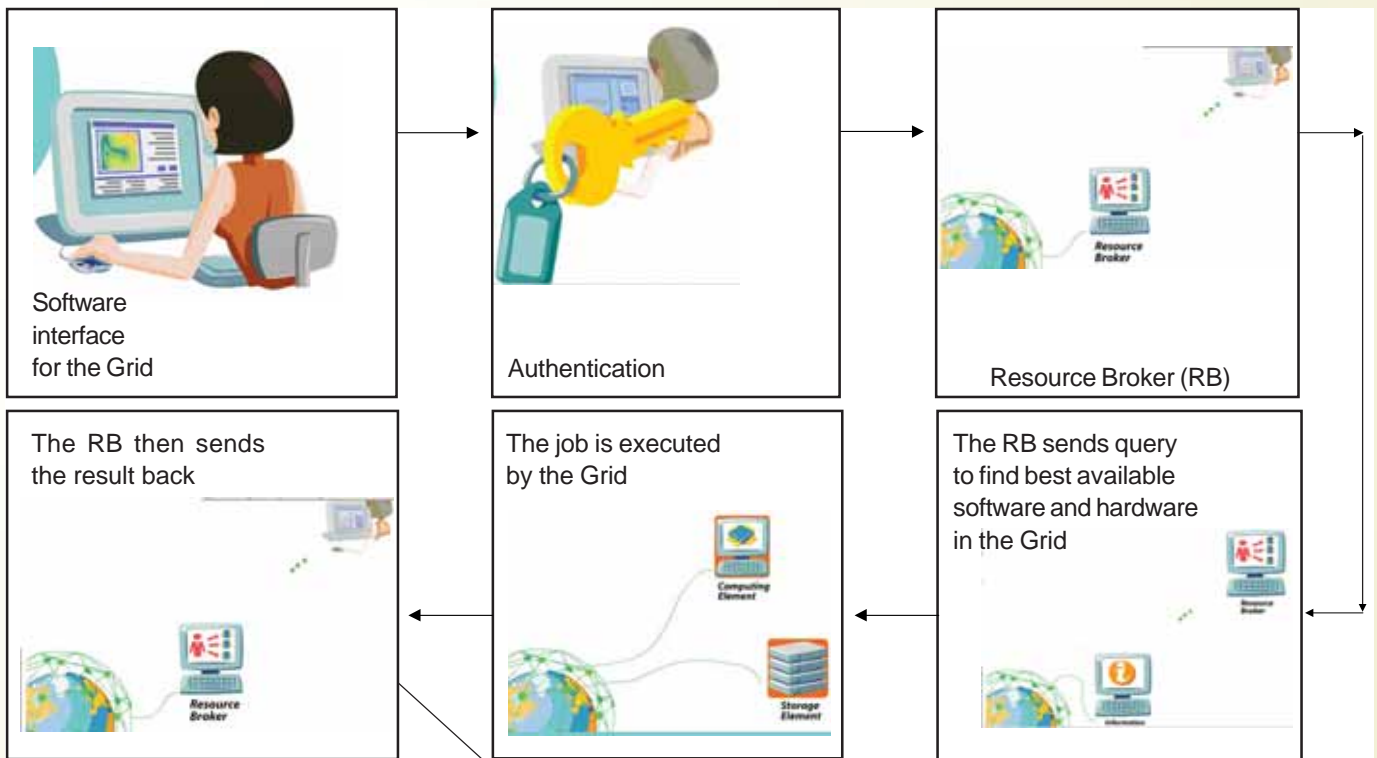 Software
interface
for the Grid
Authentication
Resource
Broker
Resource Broker (RB)
The RB sends query
to find best available
software and hardware
in the Grid
Resource
Broker
Information
The job is executed
by the Grid
Computing
Element
Storage
Element
The RB then sends
the result back
Resource
Broker